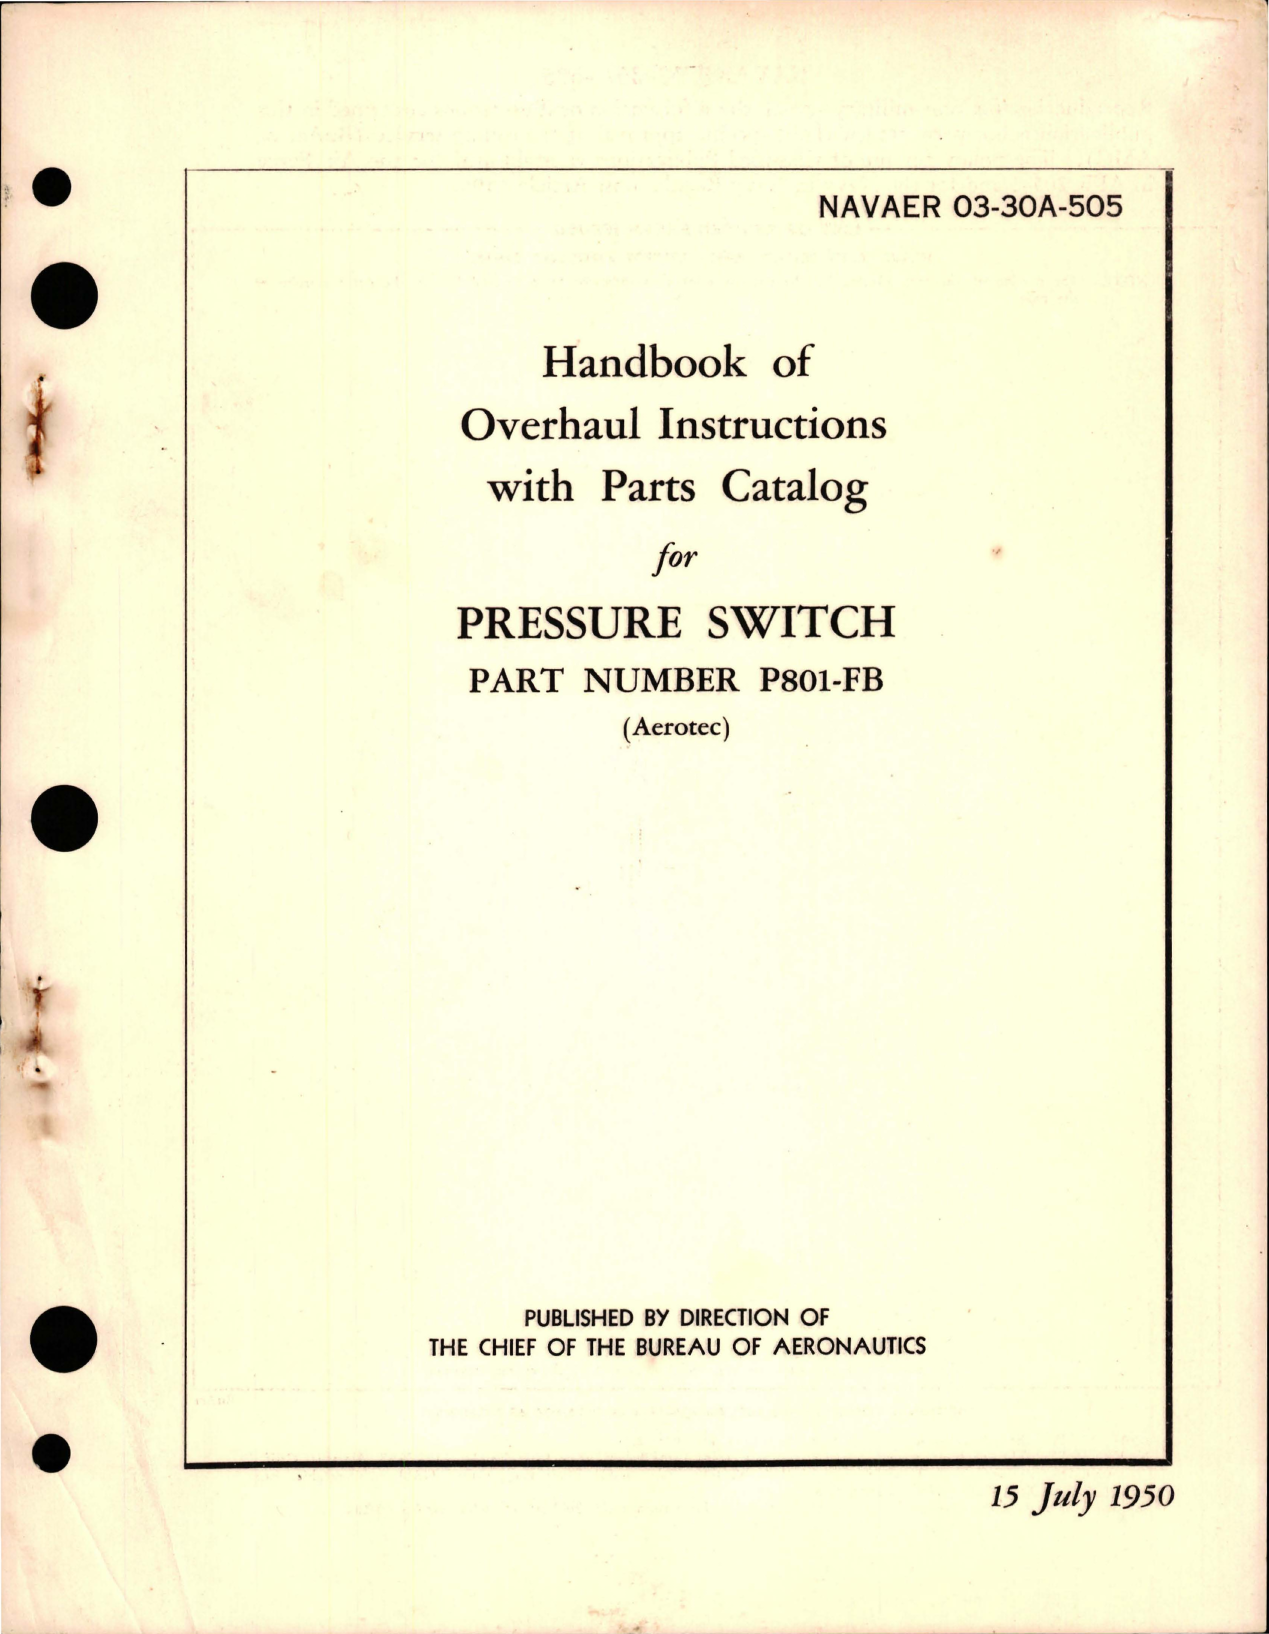 NAVAER 03-30A-505
Handbook of
Overhaul Instructions
with Parts Catalog
for
PRESSURE SWITCH
PART NUMBER P801-FB
(Aerotec)
PUBLISHED BY DIRECTION OF
THE CHIEF OF THE BUREAU OF AERONAUTICS
15 July 1950